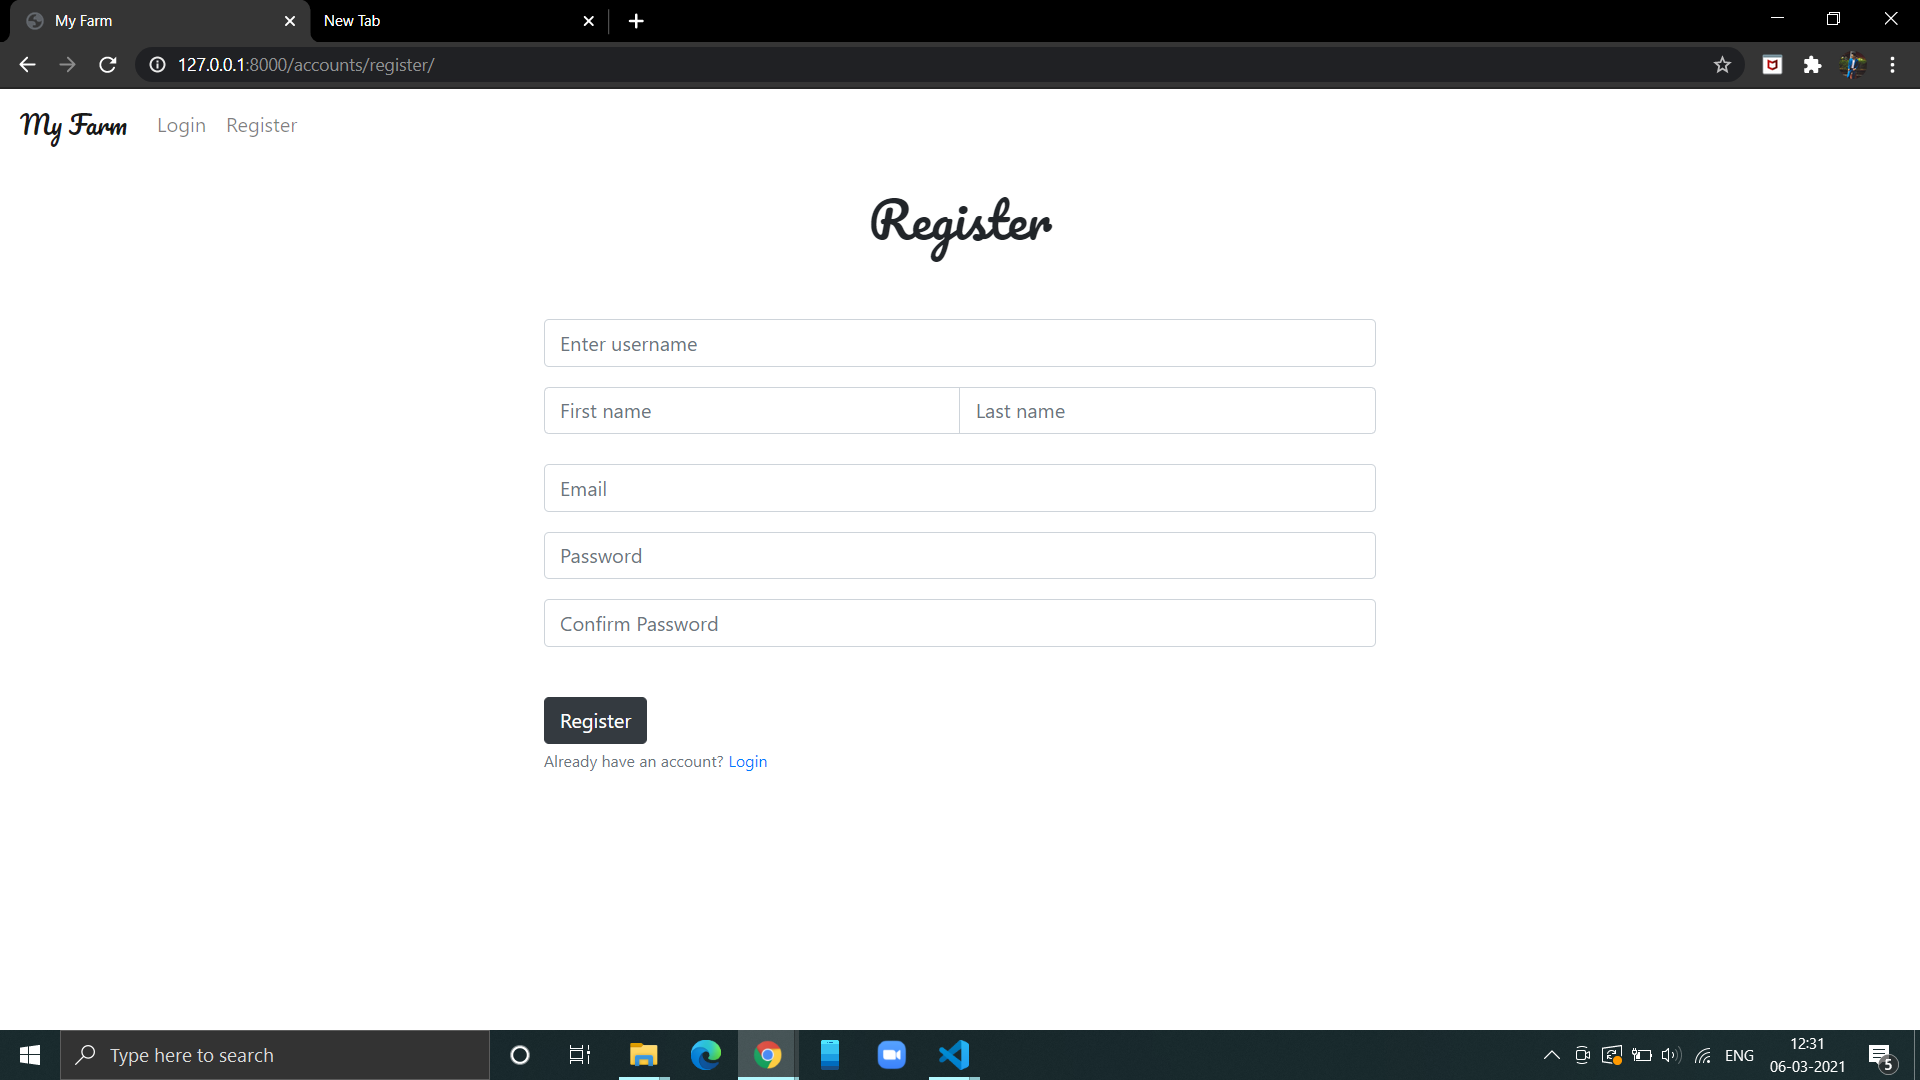 My Farm
New Tab
127.0.0.1:8000/accounts/register/
My Farm Login Register
Register
Enter username
First name Last name
Email
Password
Confirm Password
Register
Already have an account? Login
Type here to search
ENG
12:31
06-03-2021
5